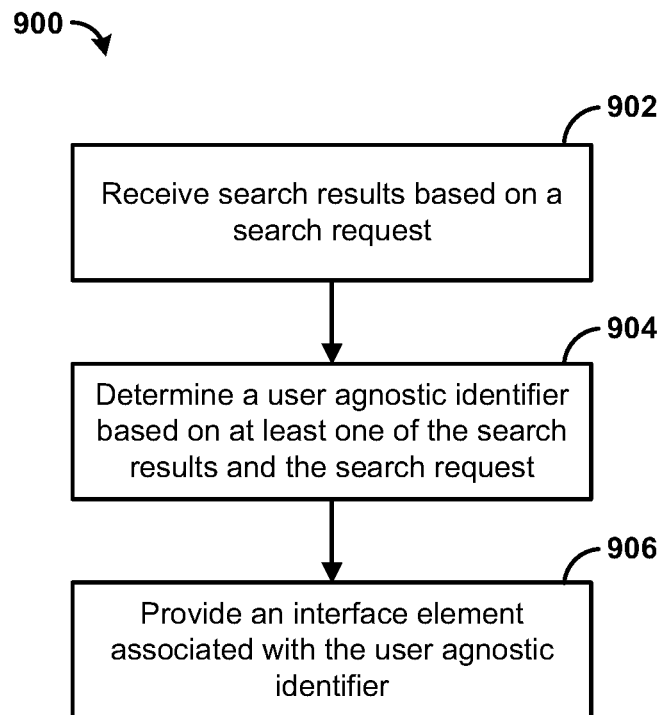 900
902
Receive search results based on a
search request
904
Determine a user agnostic identifier
based on at least one of the search
results and the search request
906
Provide an interface element
associated with the user agnostic
identifier